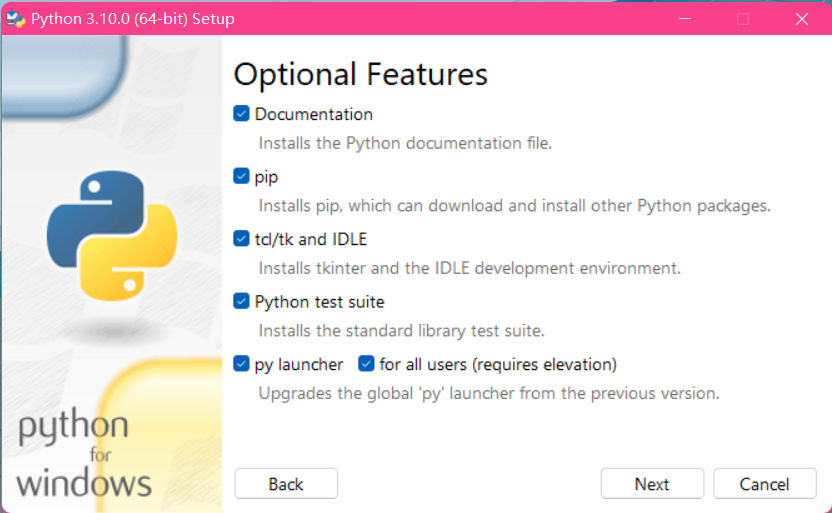 Python 3.10.0 (64-bit) Setup
Optional Features
Documentation
Installs the Python documentation file.
pip
Installs pip, which can download and install other Python packages.
tcl/tk and IDLE
Installs tkinter and the IDLE development environment.
Python test suite
Installs the standard library test suite.
py launcher for all users (requires elevation)
Upgrades the global 'py' launcher from the previous version.
python
for
windows
Back Next Cancel